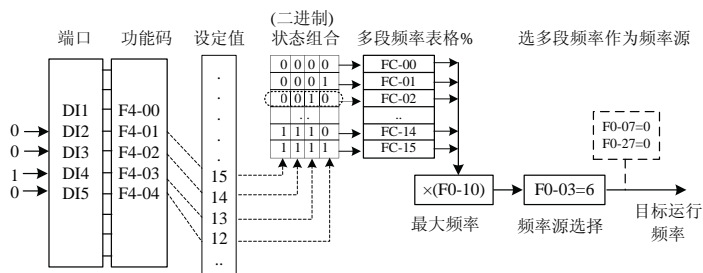 端口
功能码
设定值
(二进制)
状态组合
多段频率表格%
选多段频率作为频率源
DI1
0 DI2
0 DI3
1 DI4
0 DI5
F4-00
F4-01
F4-02
F4-03
F4-04
.
.
.
.
.
15
14
13
12
..
0 0 0 0
0 0 0 1
0 0 1 0
..
1 1 1 0
1 1 1 1
FC-00
FC-01
FC-02
..
FC-14
FC-15
×(F0-10)
最大频率
F0-03=6
频率源选择
F0-07=0
F0-27=0
目标运行
频率